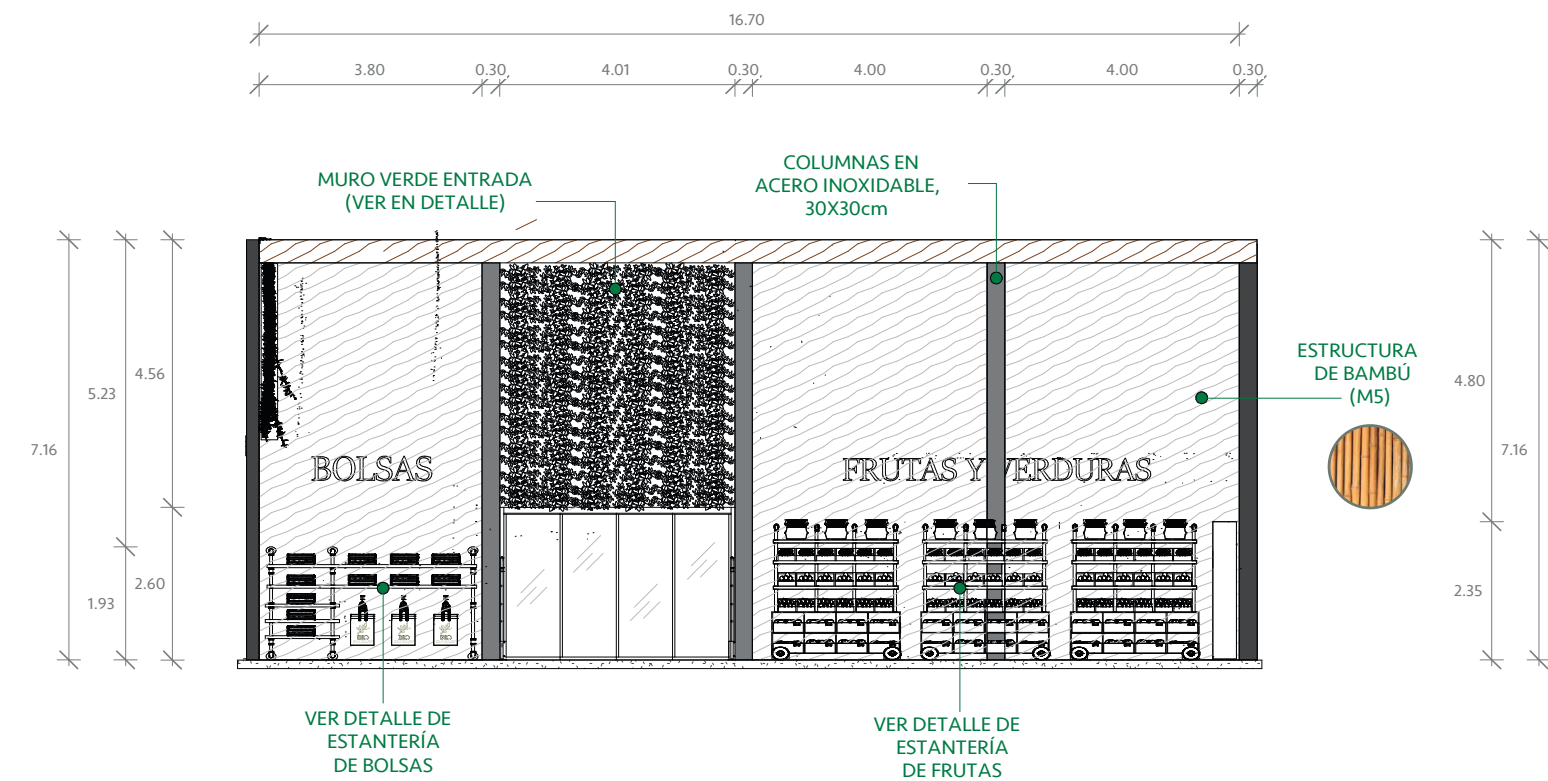 16.70
3.80 0.30, 4.01 0.30, 4.00 0.30, 4.00 0.30,
MURO VERDE ENTRADA
(VER EN DETALLE)
COLUMNAS EN
ACERO INOXIDABLE,
30X30cm
ESTRUCTURA
DE BAMBÚ
(M5)
7.16
5.23
4.56
1.93
2.60
4.80
7.16
2.35
BOLSAS
FRUTAS Y VERDURAS
VER DETALLE DE
ESTANTERÍA
DE BOLSAS
VER DETALLE DE
ESTANTERÍA
DE FRUTAS